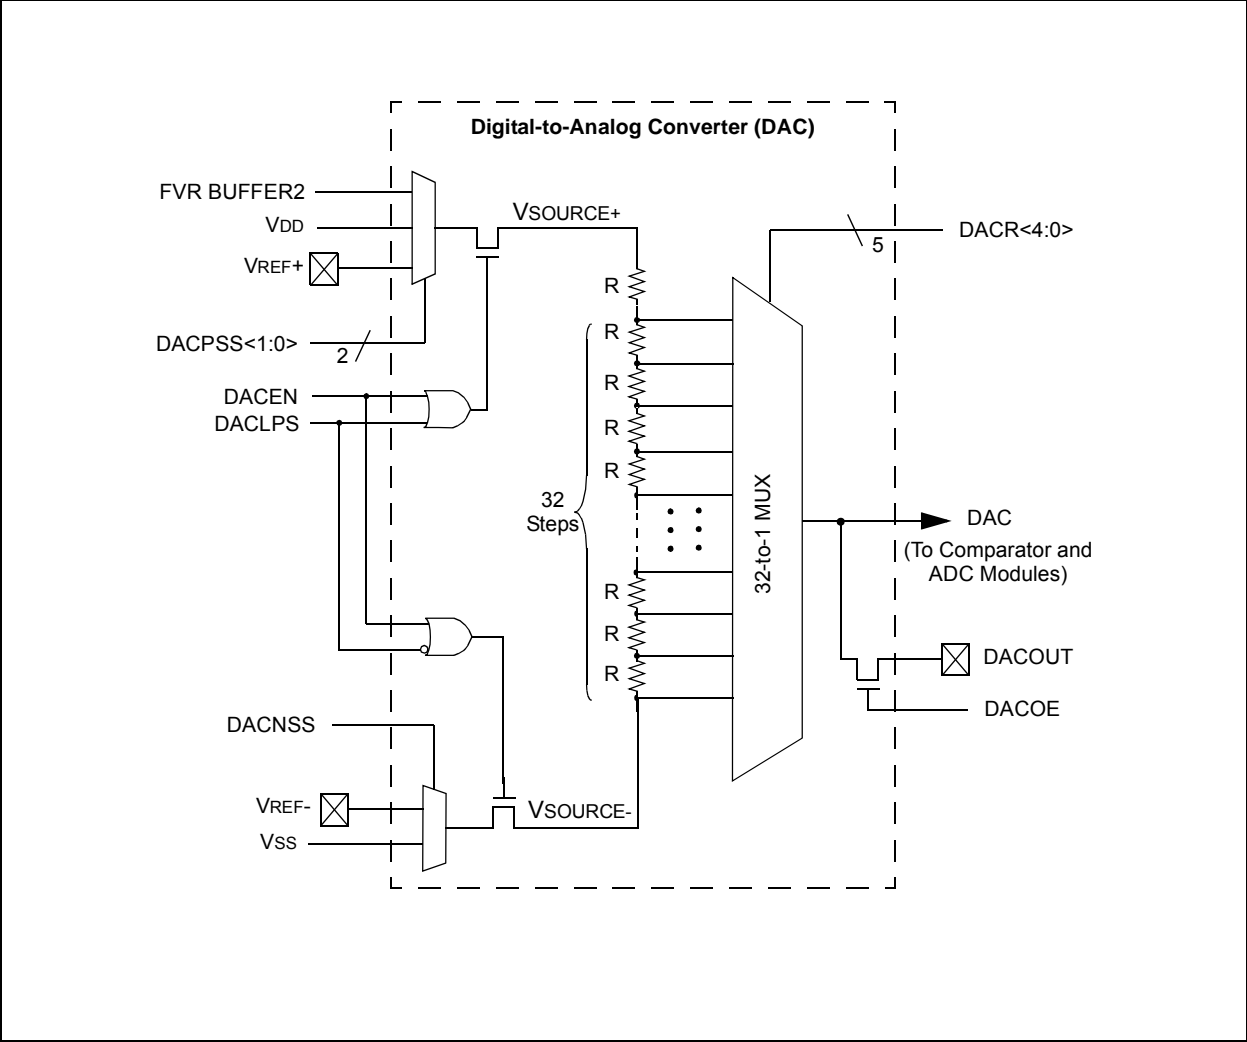 Digital-to-Analog Converter (DAC)
FVR BUFFER2
VDD
VREF+
VSOURCE+
DACR<4:0>
5
R
DACPSS<1:0>
2
R
DACEN
R
DACLPS
R
R
32
Steps
32-to-1 MUX
DAC
(To Comparator and
ADC Modules)
R
R
R
DACOUT
DACOE
DACNSS
VREF-
VSOURCE-
VSS